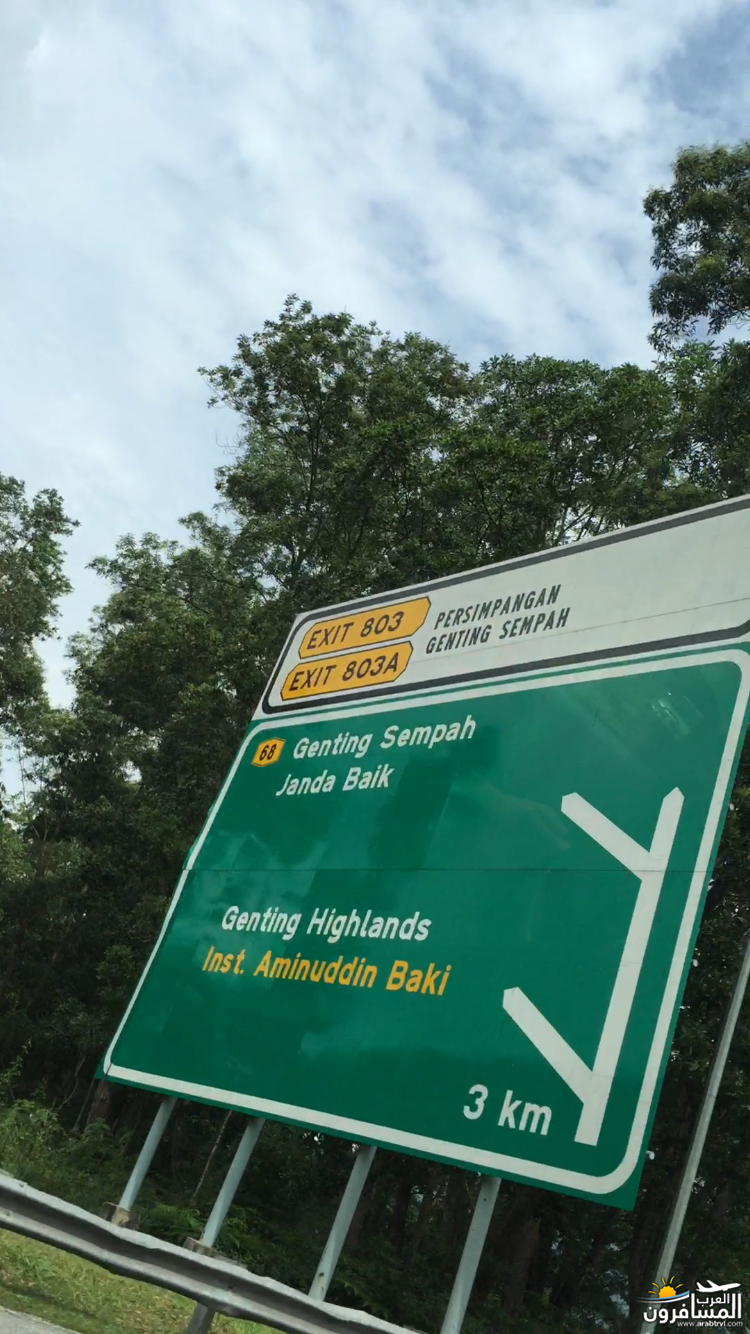 EXIT 803
EXIT 803A
PERSIMPANGAN
GENTING SEMPAH
68 Genting Sempah
Janda Baik
Genting Highlands
Inst. Aminuddin Baki
3 km
العرب
المسافرون
www.arabtrvl.com